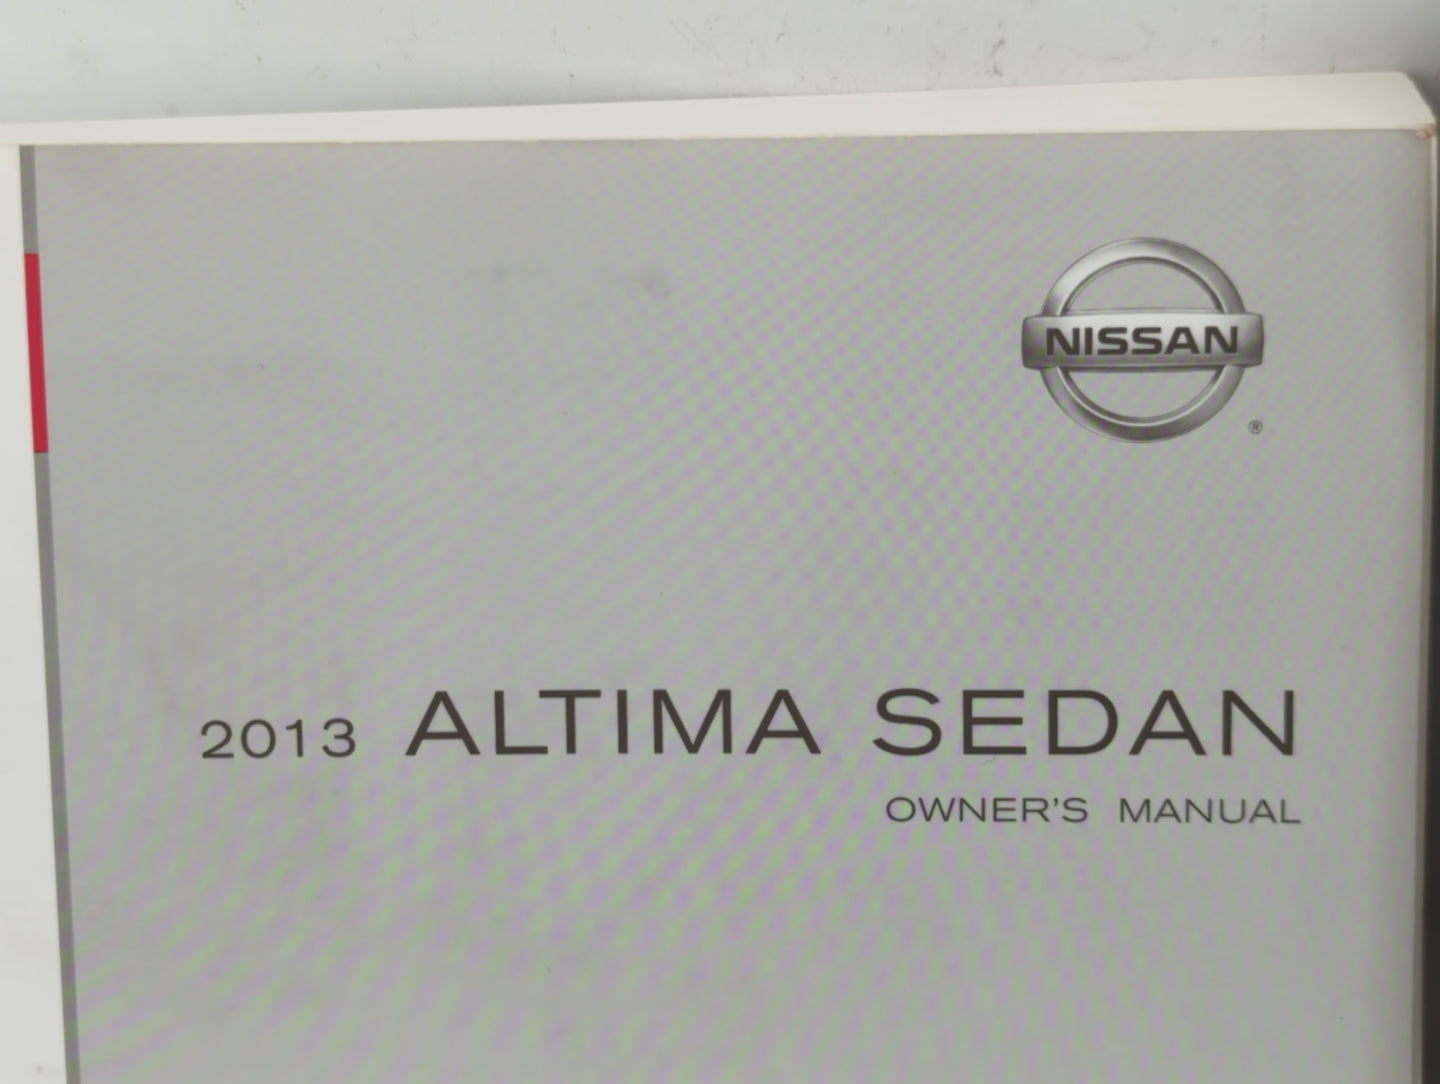 NISSAN
®
2013 ALTIMA SEDAN
OWNER'S MANUAL